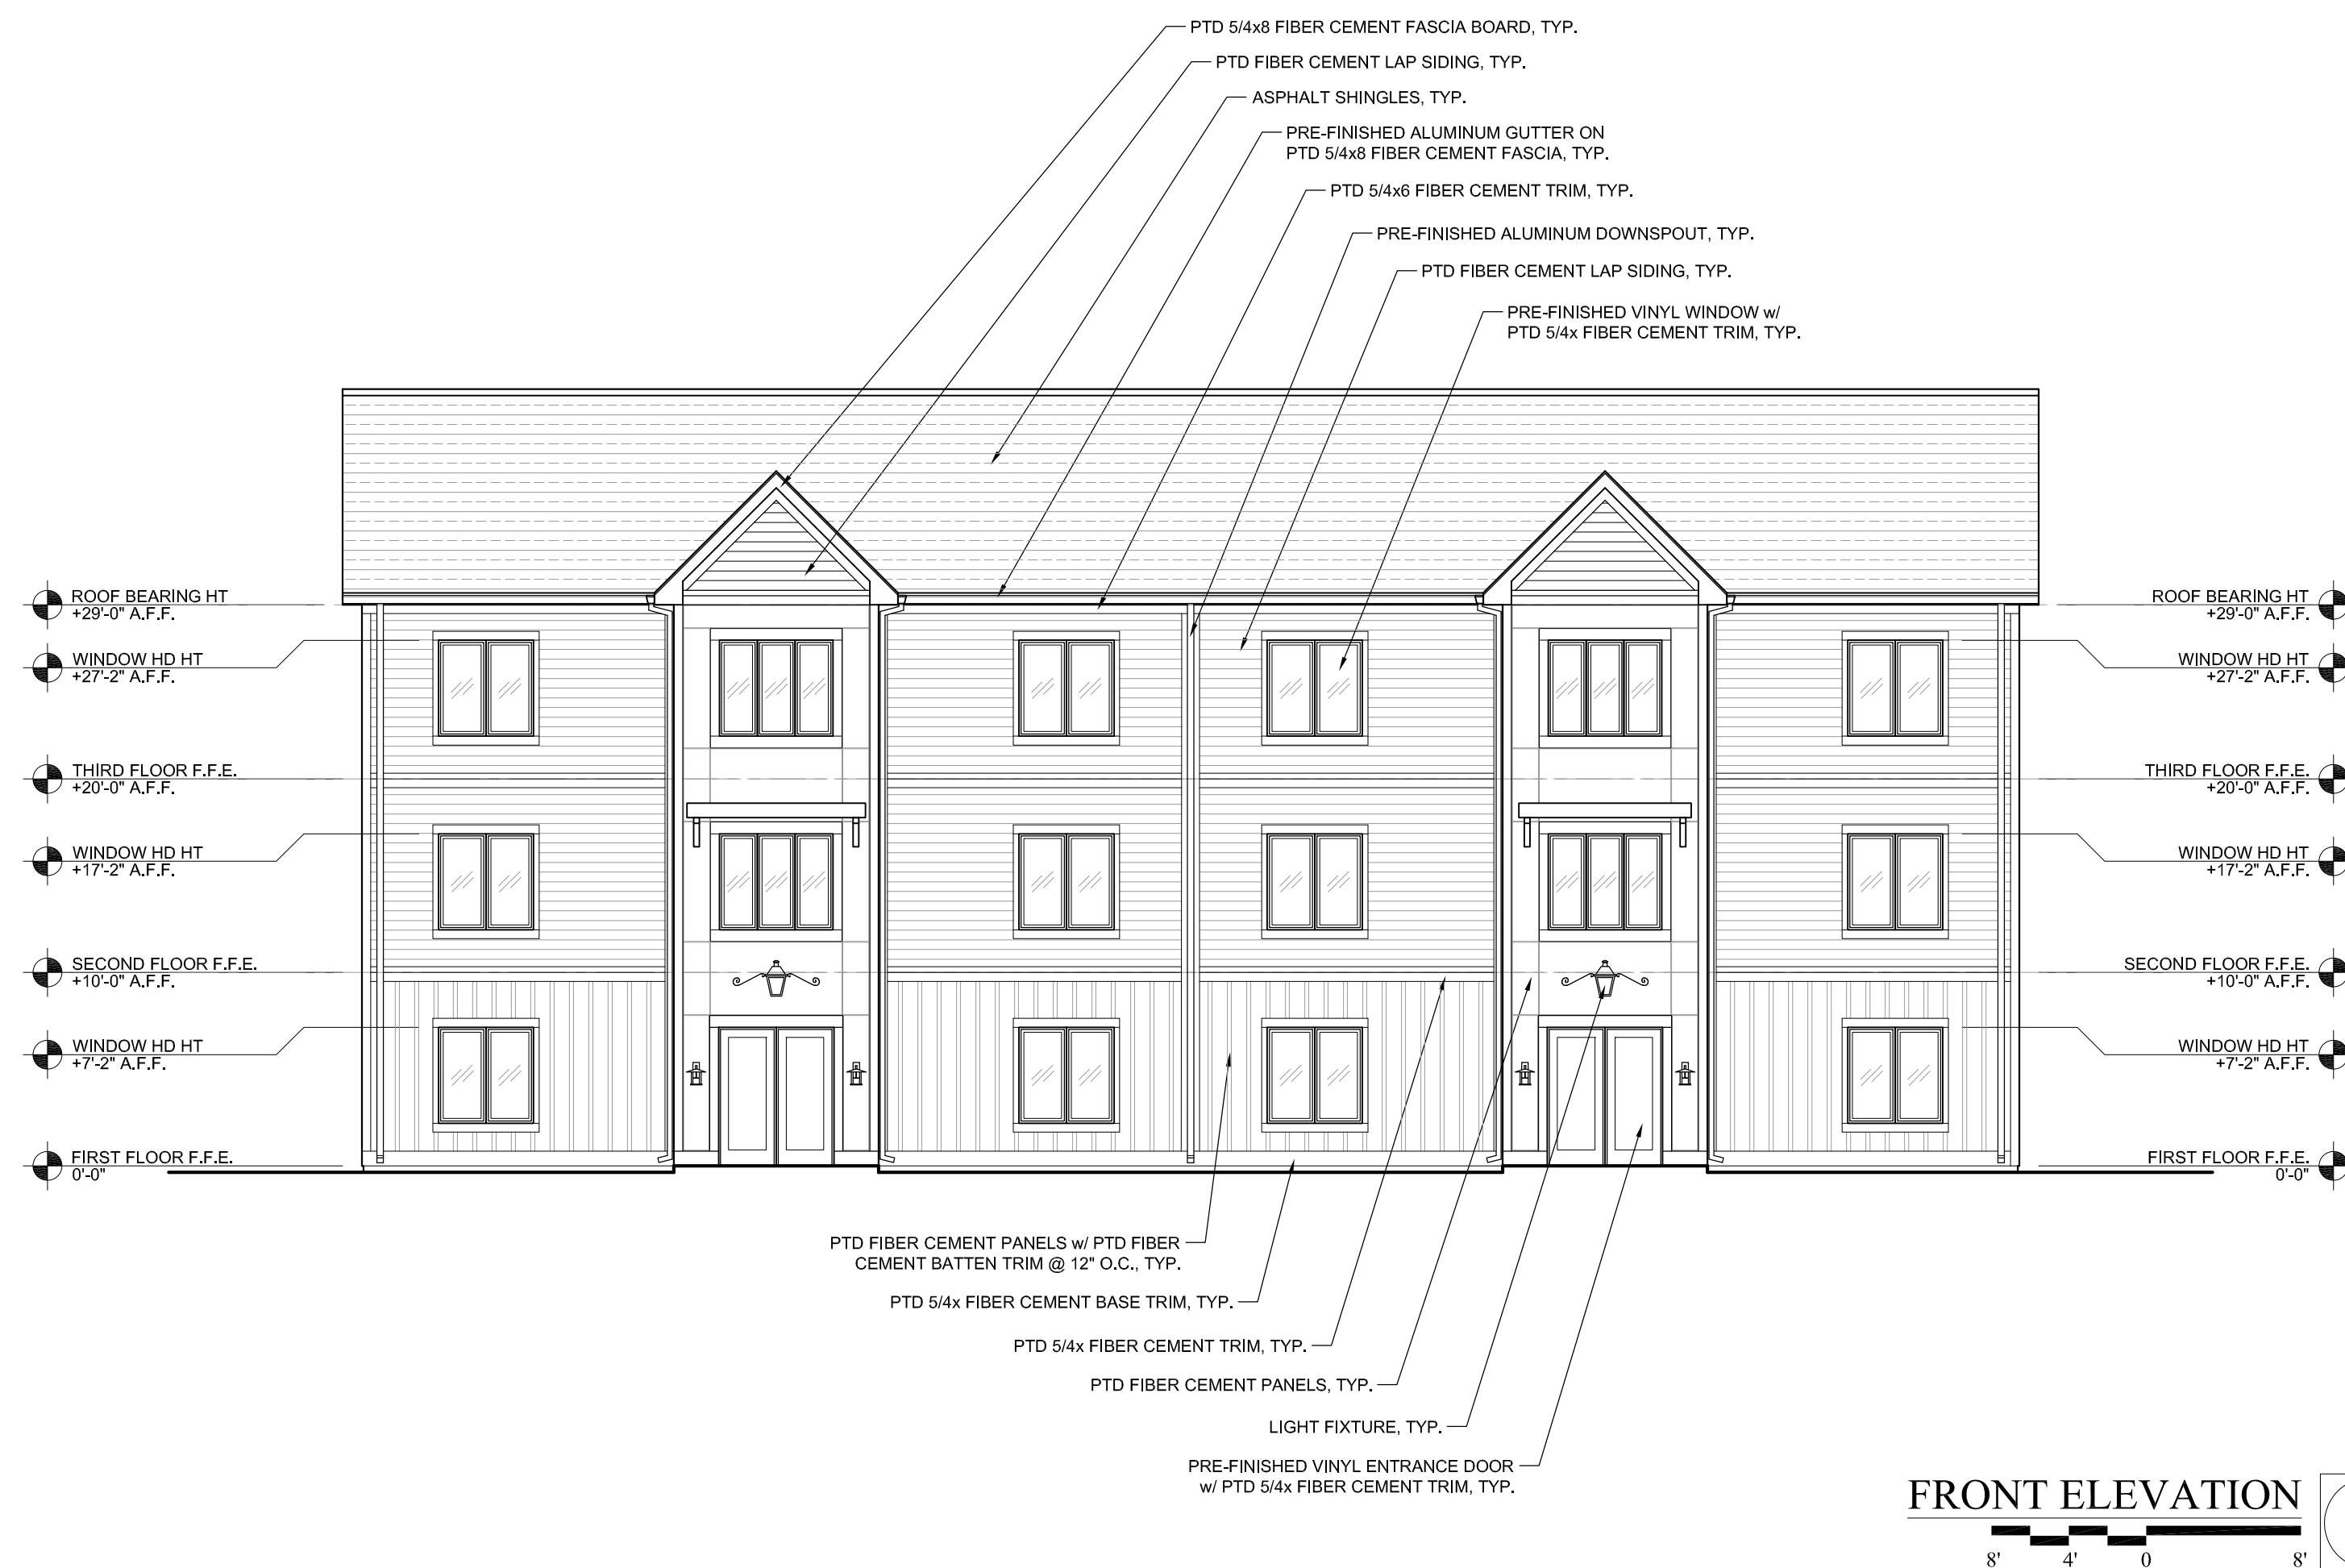 PTD 5/4x8 FIBER CEMENT FASCIA BOARD, TYP.
PTD FIBER CEMENT LAP SIDING, TYP.
ASPHALT SHINGLES, TYP.
PRE-FINISHED ALUMINUM GUTTER ON
PTD 5/4x8 FIBER CEMENT FASCIA, TYP.
PTD 5/4x6 FIBER CEMENT TRIM, TYP.
PRE-FINISHED ALUMINUM DOWNSPOUT, TYP.
PTD FIBER CEMENT LAP SIDING, TYP.
PRE-FINISHED VINYL WINDOW w/
PTD 5/4x FIBER CEMENT TRIM, TYP.
ROOF BEARING HT
+29'-0" A.F.F.
WINDOW HD HT
+27'-2" A.F.F.
THIRD FLOOR F.F.E.
+20'-0" A.F.F.
WINDOW HD HT
+17'-2" A.F.F.
SECOND FLOOR F.F.E.
+10'-0" A.F.F.
WINDOW HD HT
+7'-2" A.F.F.
FIRST FLOOR F.F.E.
0'-0"
ROOF BEARING HT
+29'-0" A.F.F.
WINDOW HD HT
+27'-2" A.F.F.
THIRD FLOOR F.F.E.
+20'-0" A.F.F.
WINDOW HD HT
+17'-2" A.F.F.
SECOND FLOOR F.F.E.
+10'-0" A.F.F.
WINDOW HD HT
+7'-2" A.F.F.
FIRST FLOOR F.F.E.
0'-0"
PTD FIBER CEMENT PANELS w/ PTD FIBER
CEMENT BATTEN TRIM @ 12" O.C., TYP.
PTD 5/4x FIBER CEMENT BASE TRIM, TYP.
PTD 5/4x FIBER CEMENT TRIM, TYP.
PTD FIBER CEMENT PANELS, TYP.
LIGHT FIXTURE, TYP.
PRE-FINISHED VINYL ENTRANCE DOOR
w/ PTD 5/4x FIBER CEMENT TRIM, TYP.
FRONT ELEVATION
8' 4' 0 8'